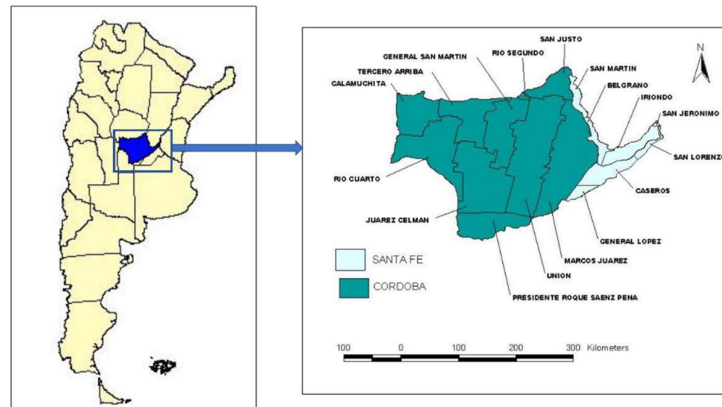 SAN JUSTO
RIO SEGUNDO
GENERAL SAN MARTIN
N
SAN MARTIN
TERCERO ARRIBA
CALAMUCHITA
BELGRANO
IRIONDO
SAN JERONIMO
SAN LORENZO
RIO CUARTO
CASEROS
JUAREZ CELMAN
GENERAL LOPEZ
MARCOS JUAREZ
SANTA FE
UNION
CORDOBA
PRESIDENTE ROQUE SAENZ PENA
100 0 100 200 300 Kilometers